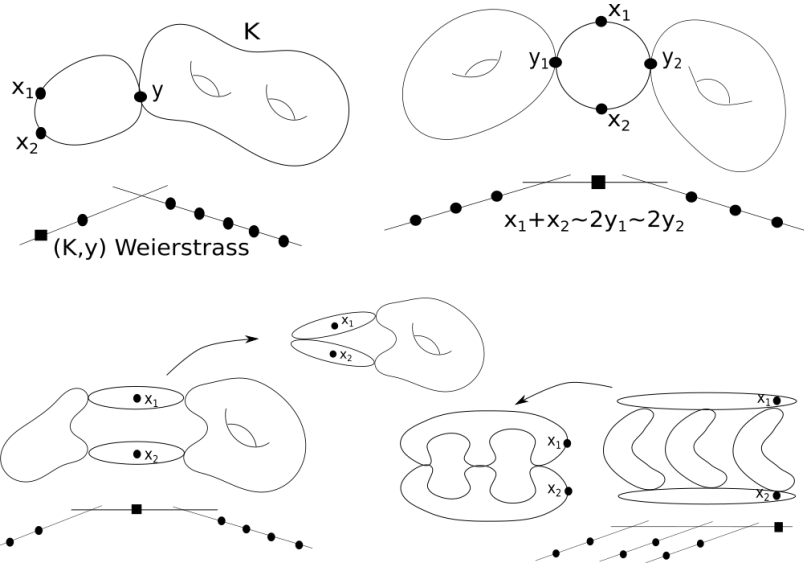 K
x₁
y
x₂
(K,y) Weierstrass
x₁
y₁
y₂
x₂
x₁+x₂~2y₁~2y₂
x₁
x₂
x₁
x₂
x₁
x₂
x₁
x₂